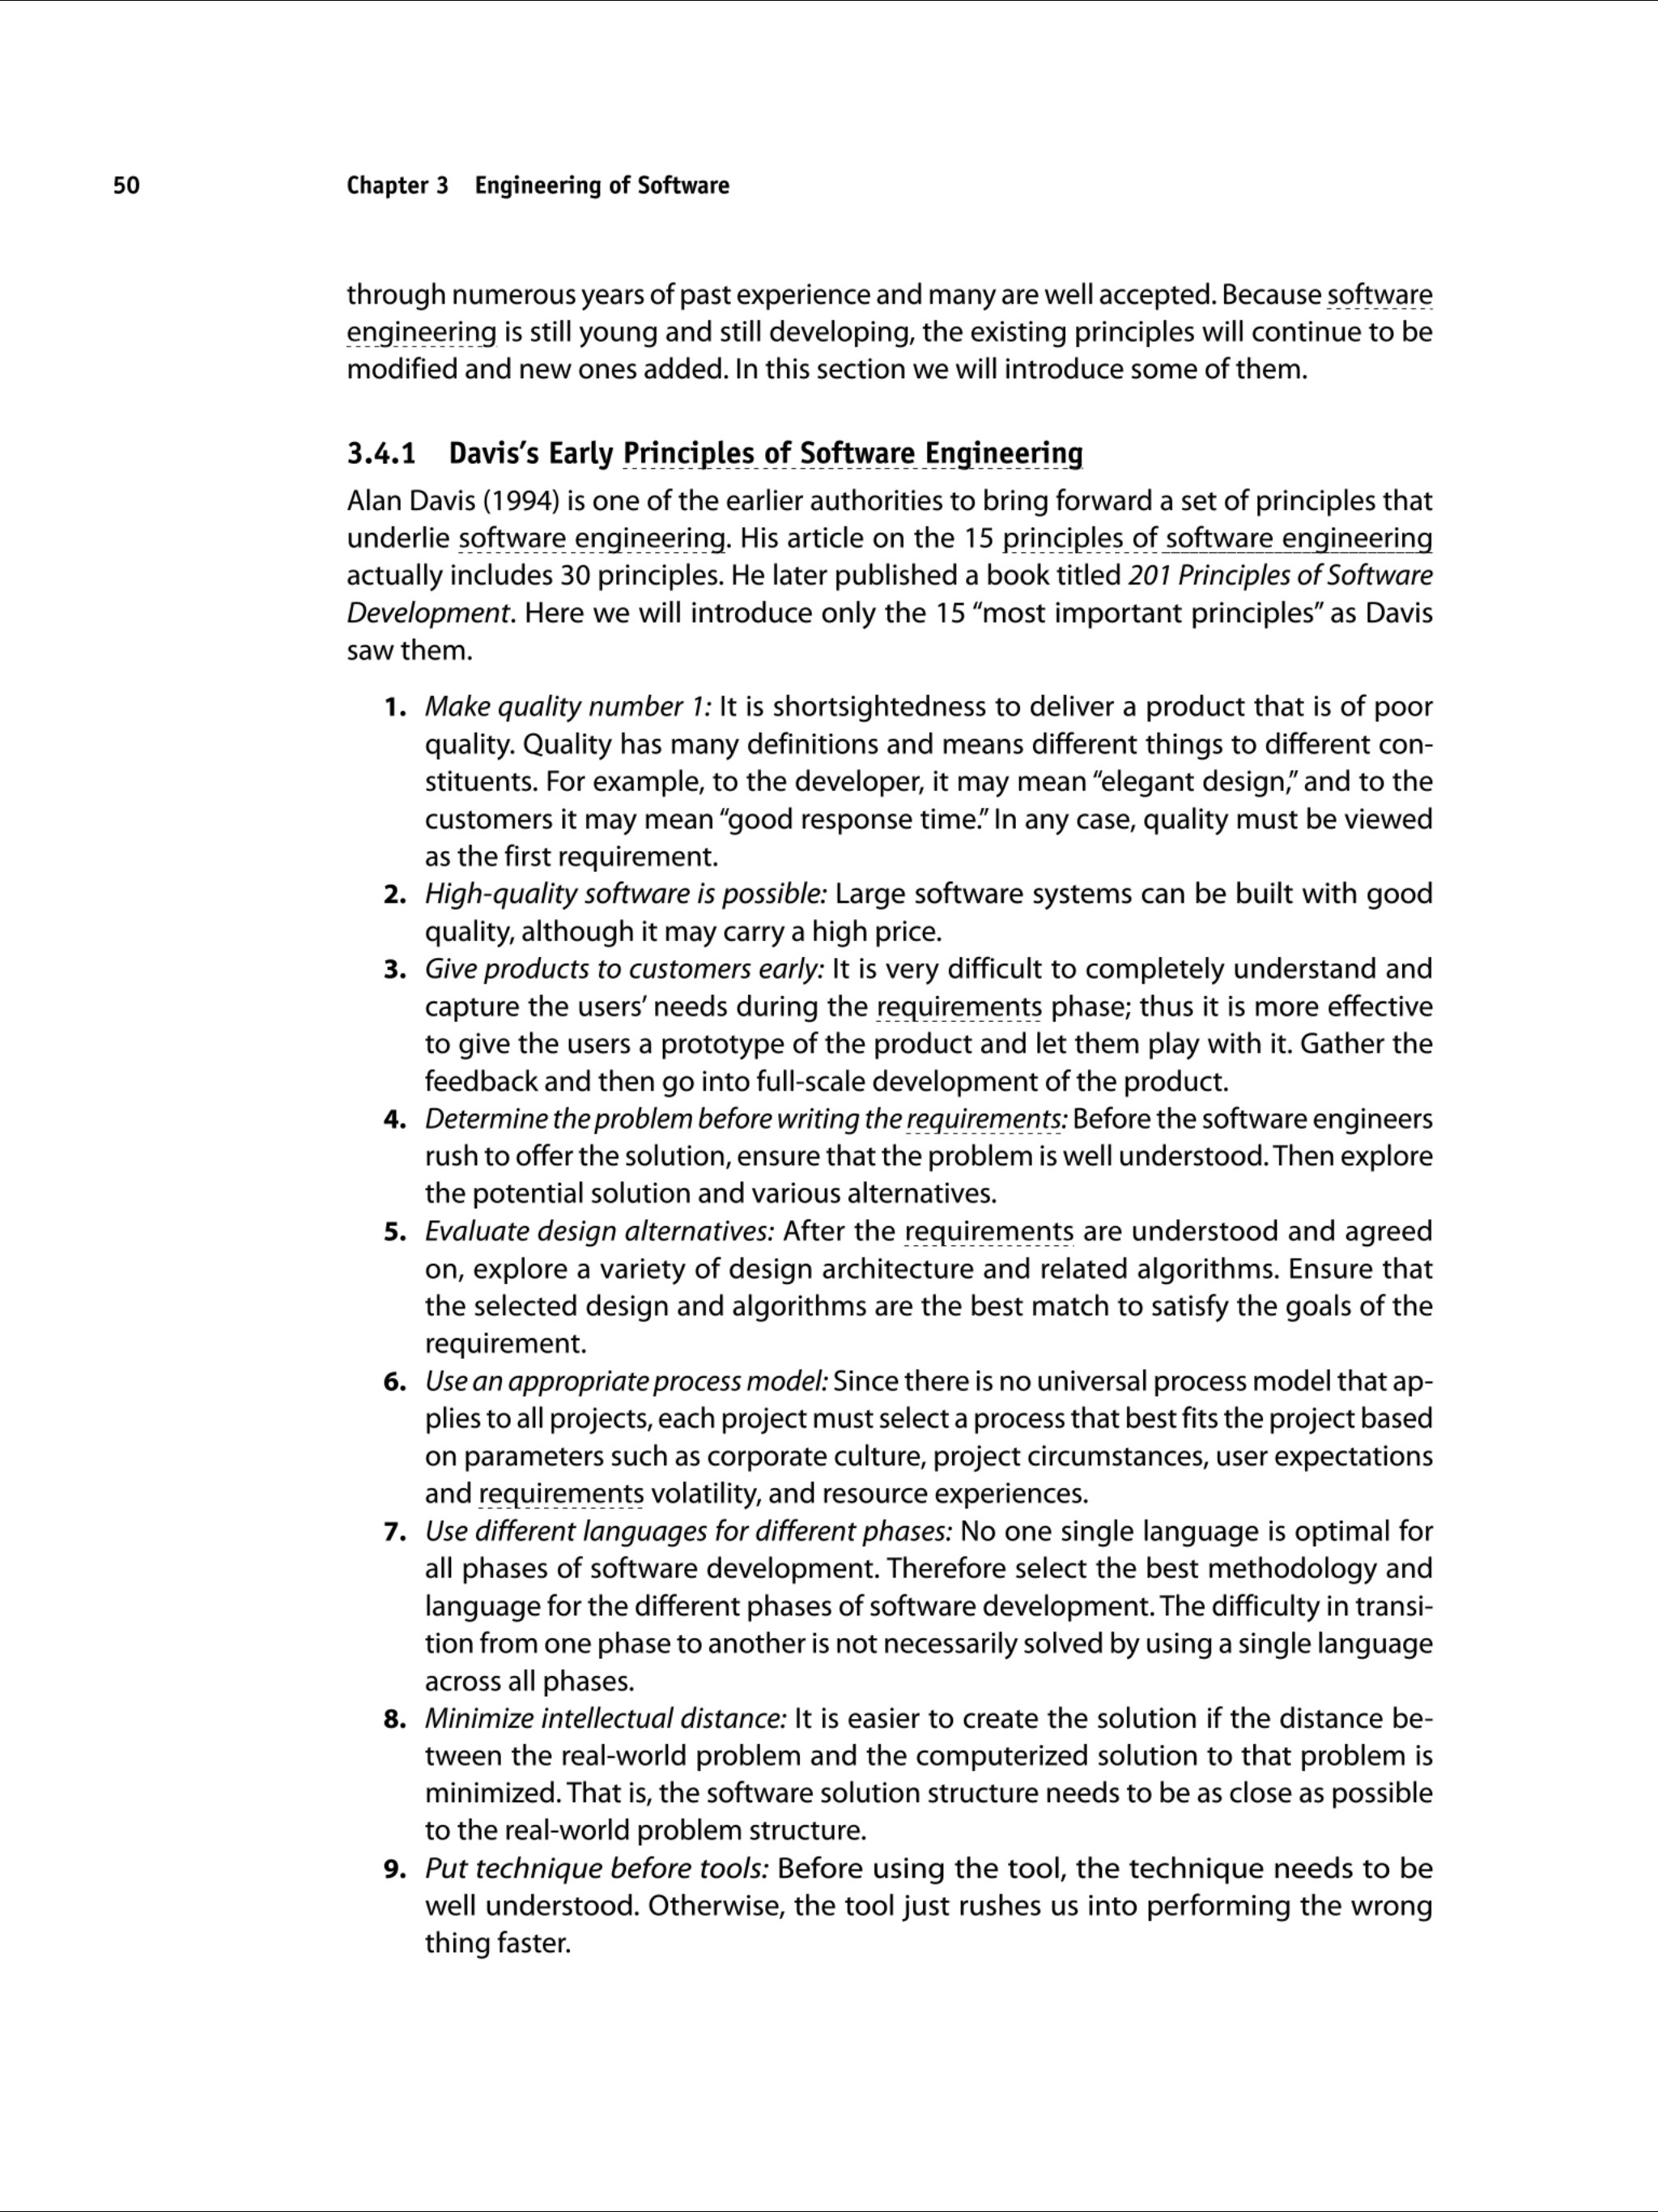 50 Chapter 3 Engineering of Software
through numerous years of past experience and many are well accepted. Because software
engineering is still young and still developing, the existing principles will continue to be
modified and new ones added. In this section we will introduce some of them.
3.4.1 Davis’s Early Principles of Software Engineering
Alan Davis (1994) is one of the earlier authorities to bring forward a set of principles that
underlie software engineering. His article on the 15 principles of software engineering
actually includes 30 principles. He later published a book titled 201 Principles of Software
Development. Here we will introduce only the 15 “most important principles” as Davis
saw them.
1. Make quality number 1: It is shortsightedness to deliver a product that is of poor
quality. Quality has many definitions and means different things to different con-
stituents. For example, to the developer, it may mean “elegant design,” and to the
customers it may mean “good response time.” In any case, quality must be viewed
as the first requirement.
2. High-quality software is possible: Large software systems can be built with good
quality, although it may carry a high price.
3. Give products to customers early: It is very difficult to completely understand and
capture the users’ needs during the requirements phase; thus it is more effective
to give the users a prototype of the product and let them play with it. Gather the
feedback and then go into full-scale development of the product.
4. Determine the problem before writing the requirements: Before the software engineers
rush to offer the solution, ensure that the problem is well understood. Then explore
the potential solution and various alternatives.
5. Evaluate design alternatives: After the requirements are understood and agreed
on, explore a variety of design architecture and related algorithms. Ensure that
the selected design and algorithms are the best match to satisfy the goals of the
requirement.
6. Use an appropriate process model: Since there is no universal process model that ap-
plies to all projects, each project must select a process that best fits the project based
on parameters such as corporate culture, project circumstances, user expectations
and requirements volatility, and resource experiences.
7. Use different languages for different phases: No one single language is optimal for
all phases of software development. Therefore select the best methodology and
language for the different phases of software development. The difficulty in transi-
tion from one phase to another is not necessarily solved by using a single language
across all phases.
8. Minimize intellectual distance: It is easier to create the solution if the distance be-
tween the real-world problem and the computerized solution to that problem is
minimized. That is, the software solution structure needs to be as close as possible
to the real-world problem structure.
9. Put technique before tools: Before using the tool, the technique needs to be
well understood. Otherwise, the tool just rushes us into performing the wrong
thing faster.